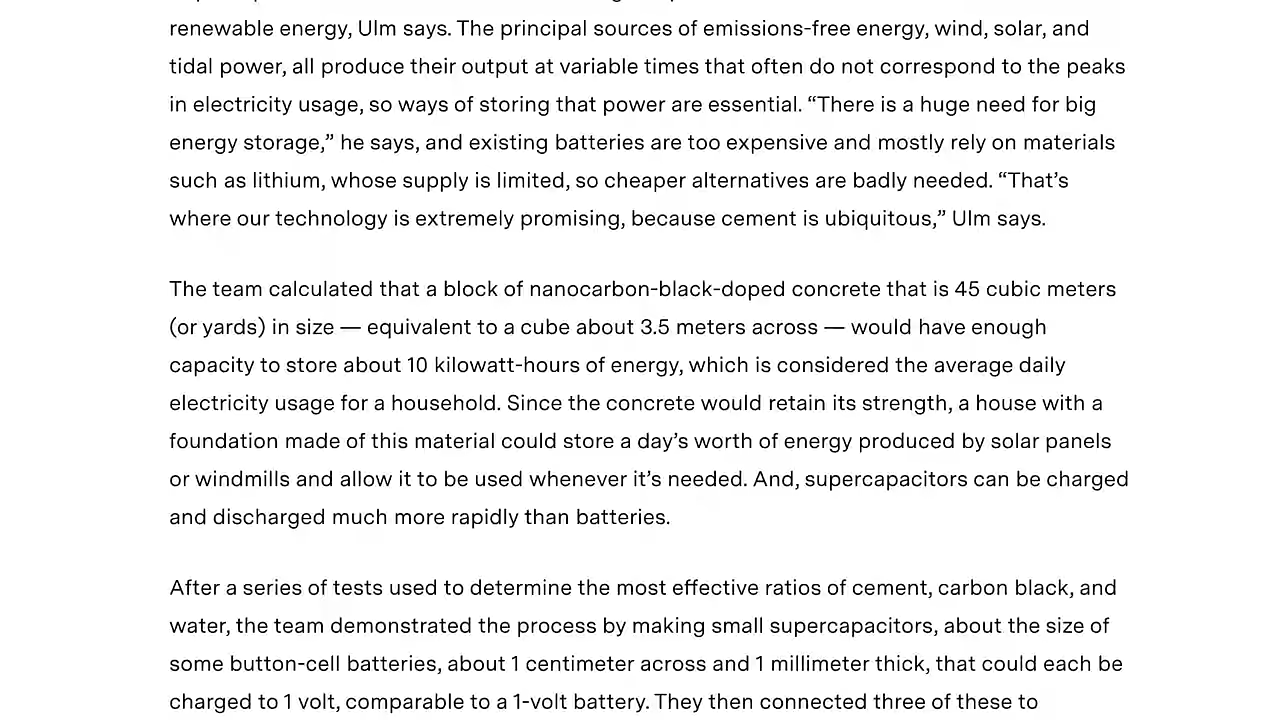 renewable energy, Ulm says. The principal sources of emissions-free energy, wind, solar, and
tidal power, all produce their output at variable times that often do not correspond to the peaks
in electricity usage, so ways of storing that power are essential. “There is a huge need for big
energy storage,” he says, and existing batteries are too expensive and mostly rely on materials
such as lithium, whose supply is limited, so cheaper alternatives are badly needed. “That’s
where our technology is extremely promising, because cement is ubiquitous,” Ulm says.
The team calculated that a block of nanocarbon-black-doped concrete that is 45 cubic meters
(or yards) in size — equivalent to a cube about 3.5 meters across — would have enough
capacity to store about 10 kilowatt-hours of energy, which is considered the average daily
electricity usage for a household. Since the concrete would retain its strength, a house with a
foundation made of this material could store a day’s worth of energy produced by solar panels
or windmills and allow it to be used whenever it’s needed. And, supercapacitors can be charged
and discharged much more rapidly than batteries.
After a series of tests used to determine the most effective ratios of cement, carbon black, and
water, the team demonstrated the process by making small supercapacitors, about the size of
some button-cell batteries, about 1 centimeter across and 1 millimeter thick, that could each be
charged to 1 volt, comparable to a 1-volt battery. They then connected three of these to